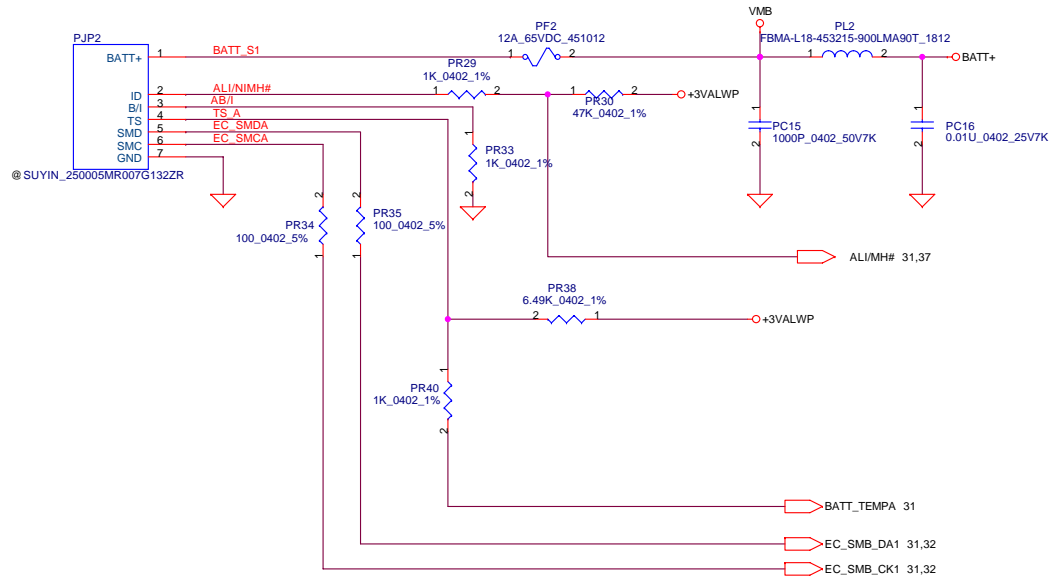 VMB
PJP2
BATT+
ID
B/I
TS
SMD
SMC
GND
1
2
3
4
5
6
7
@ SUYIN_250005MR007G132ZR
BATT_S1
ALI/NIMH#
AB/I
TS_A
EC_SMDA
EC_SMCA
PF2
12A_65VDC_451012
1
2
PL2
FBMA-L18-453215-900LMA90T_1812
1
2
BATT+
PR29
1K_0402_1%
1
2
1
2
PR30
47K_0402_1%
+3VALWP
1
PR33
1K_0402_1%
2
1
PC15
1000P_0402_50V7K
2
1
PC16
0.01U_0402_25V7K
2
2
PR34
100_0402_5%
1
2
PR35
100_0402_5%
1
ALI/MH# 31,37
PR38
6.49K_0402_1%
2
1
+3VALWP
1
PR40
1K_0402_1%
2
BATT_TEMPA 31
EC_SMB_DA1 31,32
EC_SMB_CK1 31,32